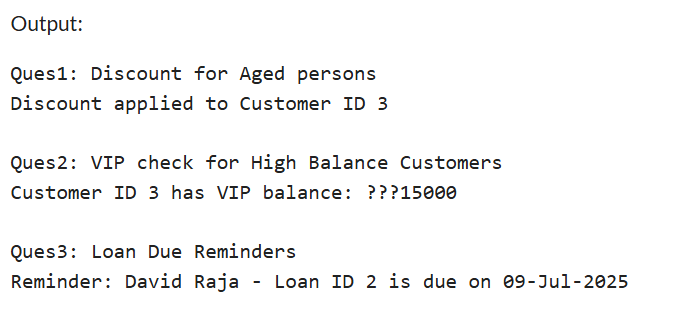 Output:
Ques1: Discount for Aged persons
Discount applied to Customer ID 3
Ques2: VIP check for High Balance Customers
Customer ID 3 has VIP balance: ???15000
Ques3: Loan Due Reminders
Reminder: David Raja - Loan ID 2 is due on 09-Jul-2025